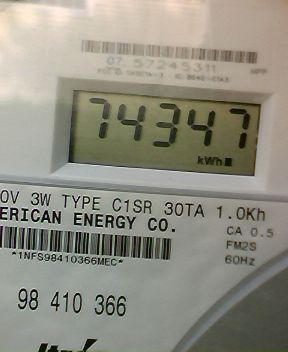 07. 57245311
74347
kWh
0V 3W TYPE C1SR 30TA 1.0Kh
ERICAN ENERGY CO.
CA 0.5
FM2S
*1NFS98410366MEC*
60Hz
98 410 366